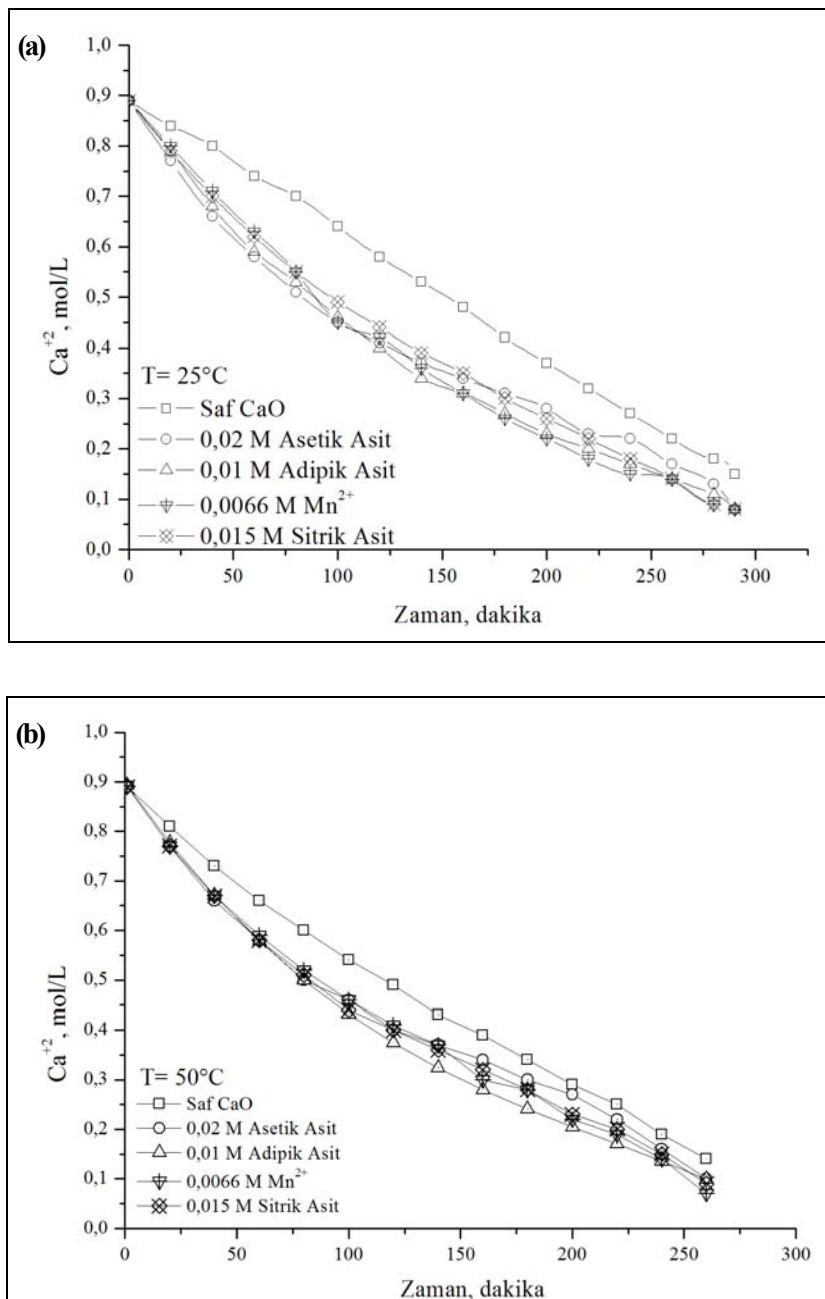 (a)
1,0
0,9
0,8
0,7
0,6
0,5
0,4
0,3
0,2
0,1
0,0
Ca+2, mol/L
T= 25°C
Saf CaO
0,02 M Asetik Asit
0,01 M Adipik Asit
0,0066 M Mn2+
0,015 M Sitrik Asit
0 50 100 150 200 250 300
Zaman, dakika
(b)
1,0
0,9
0,8
0,7
0,6
0,5
0,4
0,3
0,2
0,1
0,0
Ca+2, mol/L
T= 50°C
Saf CaO
0,02 M Asetik Asit
0,01 M Adipik Asit
0,0066 M Mn2+
0,015 M Sitrik Asit
0 50 100 150 200 250 300
Zaman, dakika